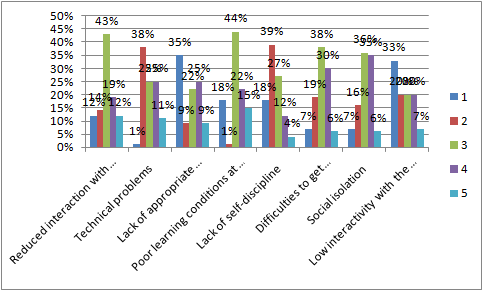 50%
45%
40%
35%
30%
25%
20%
15%
10%
5%
0%
12% 14% 43% 19% 12%
1% 38% 25% 25% 11%
35% 9% 22% 25% 9%
18% 1% 44% 22% 15%
18% 39% 27% 12% 4%
7% 19% 38% 30% 6%
7% 16% 36% 35% 6%
33% 20% 20% 20% 7%
Reduced interaction with...
Technical problems
Lack of appropriate...
Poor learning conditions at...
Lack of self-discipline
Difficulties to get...
Social isolation
Low interactivity with the...
1
2
3
4
5